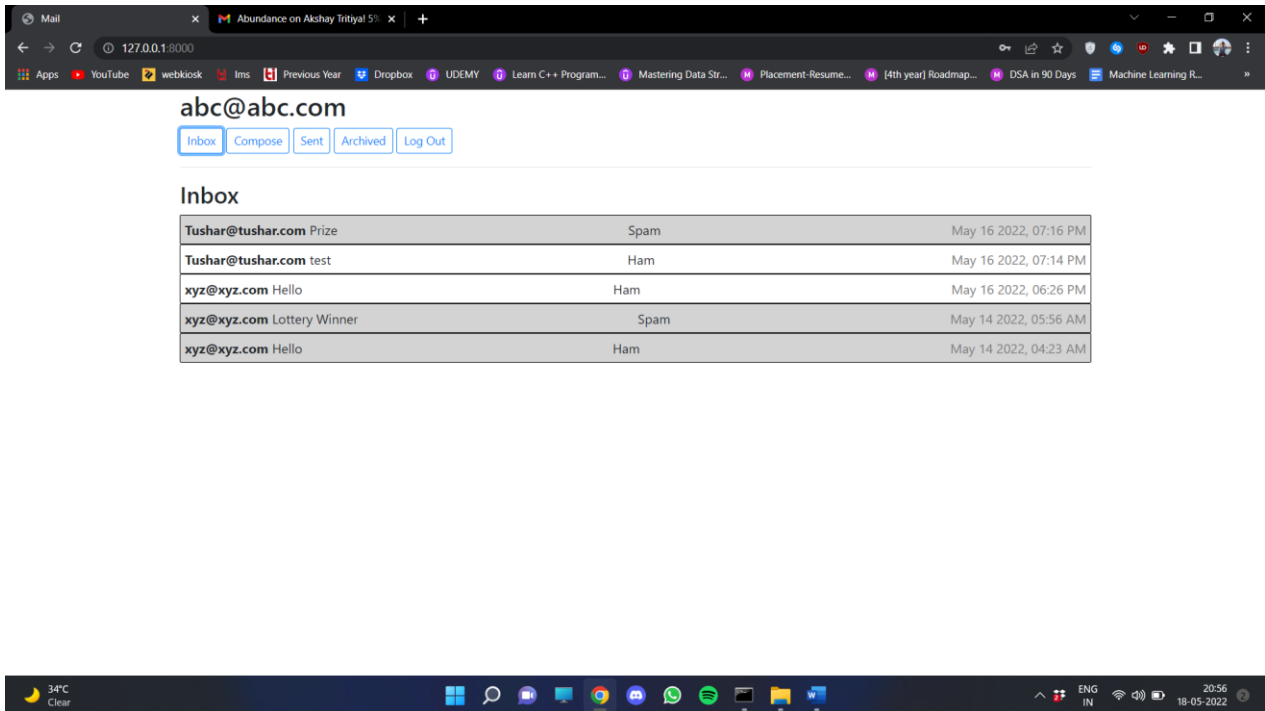 Mail
Abundance on Akshay Tritiya! 5%
127.0.0.1:8000
Apps YouTube webkiosk lms Previous Year Dropbox UDEMY Learn C++ Program... Mastering Data Str... Placement-Resume... [4th year] Roadmap... DSA in 90 Days Machine Learning R... »
abc@abc.com
Inbox Compose Sent Archived Log Out
Inbox
Tushar@tushar.com Prize Spam May 16 2022, 07:16 PM
Tushar@tushar.com test Ham May 16 2022, 07:14 PM
xyz@xyz.com Hello Ham May 16 2022, 06:26 PM
xyz@xyz.com Lottery Winner Spam May 14 2022, 05:56 AM
xyz@xyz.com Hello Ham May 14 2022, 04:23 AM
34°C
Clear
ENG
IN
20:56
18-05-2022
2